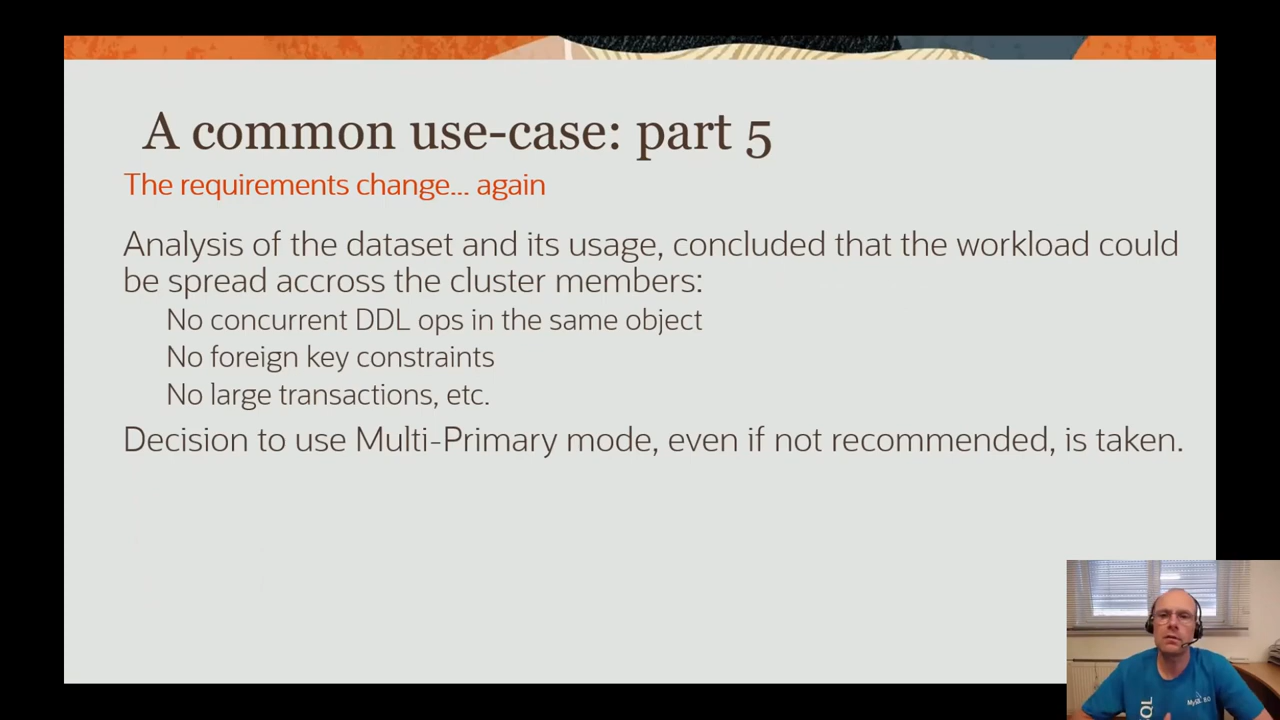 A common use-case: part 5
The requirements change... again
Analysis of the dataset and its usage, concluded that the workload could
be spread accross the cluster members:
No concurrent DDL ops in the same object
No foreign key constraints
No large transactions, etc.
Decision to use Multi-Primary mode, even if not recommended, is taken.
QL